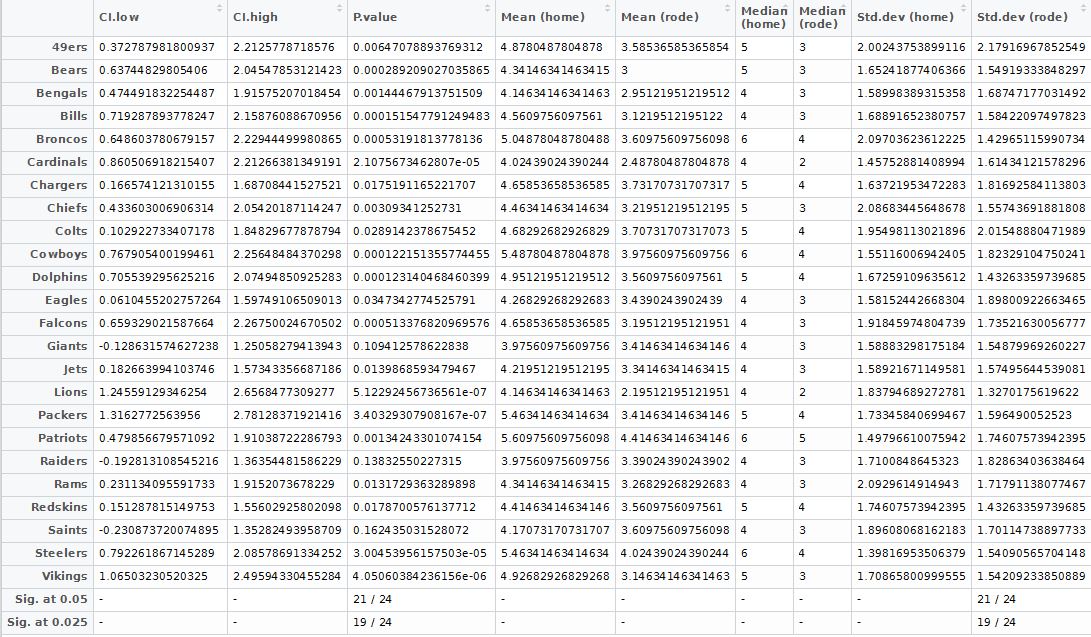 CI.low CI.high P.value Mean (home) Mean (rode) Median (home) Median (rode) Std.dev (home) Std.dev (rode)
49ers 0.372787981800937 2.2125778718576 0.00647078893769312 4.8780487804878 3.58536585365854 5 3 2.00243753899116 2.17916967852549
Bears 0.63744829805406 2.04547853121423 0.000289209027035865 4.34146341463415 3 5 3 1.65241877406366 1.54919333848297
Bengals 0.474491832254487 1.91575207018454 0.00144467913751509 4.14634146341463 2.95121951219512 4 3 1.58998389315358 1.68747177031492
Bills 0.719287893778247 2.15876088670956 0.000151547791249483 4.5609756097561 3.1219512195122 4 3 1.68891652380757 1.58422097497823
Broncos 0.648603780679157 2.22944499980865 0.00053191813778136 5.04878048780488 3.60975609756098 6 4 2.09703623612225 1.42965115990734
Cardinals 0.860506918215407 2.21266381349191 2.1075673462807e-05 4.02439024390244 2.48780487804878 4 2 1.45752881408994 1.61434121578296
Chargers 0.166574121310155 1.68708441527521 0.0175191165221707 4.65853658536585 3.73170731707317 5 4 1.63721953472283 1.81692584113803
Chiefs 0.433603006906314 2.05420187114247 0.00309341252731 4.46341463414634 3.21951219512195 5 3 2.08683445648678 1.55743691881808
Colts 0.102922733407178 1.84829677878794 0.0289142378675452 4.68292682926829 3.70731707317073 5 4 1.95498113021896 2.01548880471989
Cowboys 0.767905400199461 2.25648484370298 0.000122151355774455 5.48780487804878 3.97560975609756 6 4 1.55116006942405 1.82329104750241
Dolphins 0.705539295625216 2.07494850925283 0.000123140468460399 4.95121951219512 3.5609756097561 5 4 1.67259109635612 1.43263359739685
Eagles 0.0610455202757264 1.59749106509013 0.0347342774525791 4.26829268292683 3.4390243902439 4 3 1.58152442668304 1.89800922663465
Falcons 0.659329021587664 2.26750024670502 0.000513376820969576 4.65853658536585 3.19512195121951 4 3 1.91845974804739 1.73521630056777
Giants -0.128631574627238 1.25058279413943 0.109412578622838 3.97560975609756 3.41463414634146 4 3 1.58883298175184 1.54879969260227
Jets 0.182663994103746 1.57343356687186 0.0139868593479467 4.21951219512195 3.34146341463415 4 3 1.58921671149581 1.57495644539081
Lions 1.24559129346254 2.6568477309277 5.12292456736561e-07 4.14634146341463 2.19512195121951 4 2 1.83794689272781 1.3270175619622
Packers 1.3162772563956 2.78128371921416 3.40329307908167e-07 5.46341463414634 3.41463414634146 5 4 1.73345840699467 1.596490052523
Patriots 0.479856679571092 1.91038722286793 0.00134243301074154 5.60975609756098 4.41463414634146 6 5 1.49796610075942 1.74607573942395
Raiders -0.192813108545216 1.36354481586229 0.13832550227315 3.97560975609756 3.39024390243902 4 3 1.7100848645323 1.82863403638464
Rams 0.231134095591733 1.9152073678229 0.0131729363289898 4.34146341463415 3.26829268292683 4 3 2.0929614914943 1.71791138077467
Redskins 0.151287815149753 1.55602925802098 0.0178700576137712 4.41463414634146 3.5609756097561 5 4 1.74607573942395 1.43263359739685
Saints -0.230873720074895 1.35282493958709 0.162435031528072 4.17073170731707 3.60975609756098 4 3 1.89608068162183 1.70114738897733
Steelers 0.792261867145289 2.08578691334252 3.00453956157503e-05 5.46341463414634 4.02439024390244 6 4 1.39816953506379 1.54090565704148
Vikings 1.06503230520325 2.49594330455284 4.05060384236156e-06 4.92682926829268 3.14634146341463 5 3 1.70865800999555 1.54209233850889
Sig. at 0.05 - - 21 / 24 - - - - - 21 / 24
Sig. at 0.025 - - 19 / 24 - - - - - 19 / 24